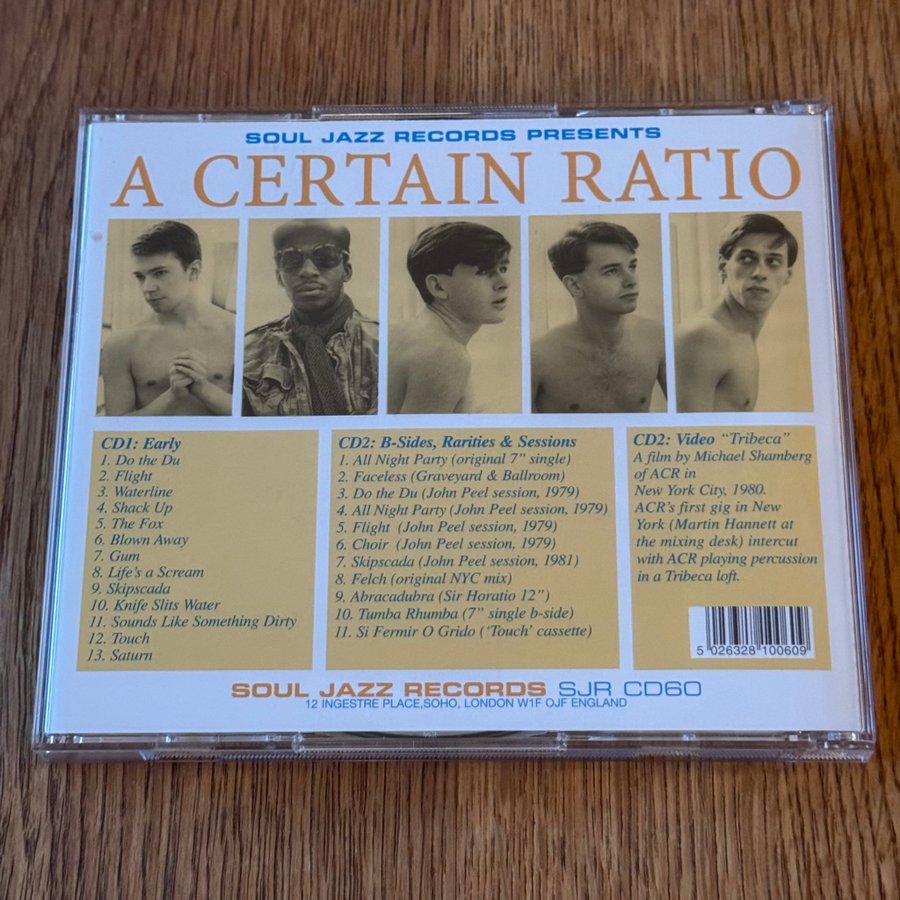 SOUL JAZZ RECORDS PRESENTS
A CERTAIN RATIO
CD1: Early
1. Do the Du
2. Flight
3. Waterline
4. Shack Up
5. The Fox
6. Blown Away
7. Gum
8. Life's a Scream
9. Skipscada
10. Knife Slits Water
11. Sounds Like Something Dirty
12. Touch
13. Saturn
CD2: B-Sides, Rarities & Sessions
1. All Night Party (original 7" single)
2. Faceless (Graveyard & Ballroom)
3. Do the Du (John Peel session, 1979)
4. All Night Party (John Peel session, 1979)
5. Flight (John Peel session, 1979)
6. Choir (John Peel session, 1979)
7. Skipscada (John Peel session, 1981)
8. Felch (original NYC mix)
9. Abracadubra (Sir Horatio 12")
10. Tumba Rhumba (7" single b-side)
11. Si Fermir O Grido ('Touch' cassette)
CD2: Video "Tribeca"
A film by Michael Shamberg
of ACR in
New York City, 1980.
ACR's first gig in New
York (Martin Hannett at
the mixing desk) intercut
with ACR playing percussion
in a Tribeca loft.
5 026328 100609
SOUL JAZZ RECORDS SJR CD60
12 INGESTRE PLACE,SOHO, LONDON W1F OJF ENGLAND